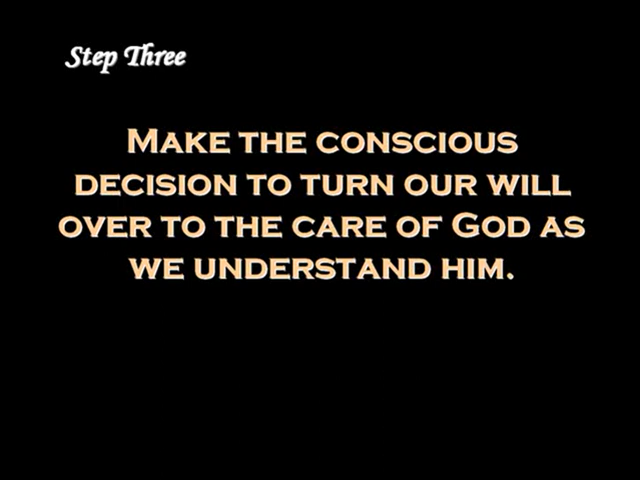 Step Three
Make the conscious
decision to turn our will
over to the care of God as
we understand him.